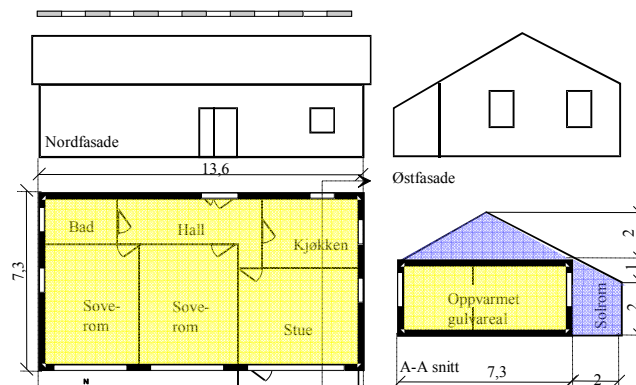 Nordfasade
13,6
Østfasade
7,3
Bad
Hall
Kjøkken
Sove-
rom
Sove-
rom
Stue
N
Oppvarmet
gulvareal
Solrom
2
1
2
A-A snitt
7,3
2